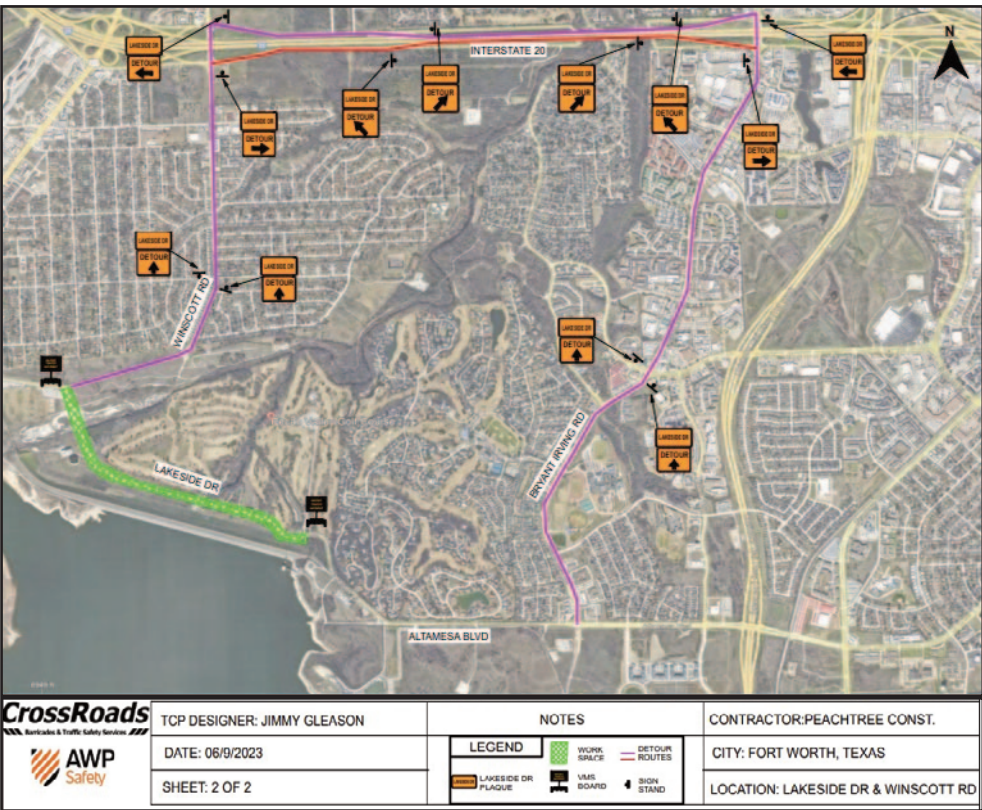 LAKESIDE DR
DETOUR
LAKESIDE DR
DETOUR
LAKESIDE DR
DETOUR
LAKESIDE DR
DETOUR
LAKESIDE DR
DETOUR
LAKESIDE DR
DETOUR
LAKESIDE DR
DETOUR
LAKESIDE DR
DETOUR
INTERSTATE 20
N
LAKESIDE DR
DETOUR
LAKESIDE DR
DETOUR
WINSCOTT RD
LAKESIDE DR
DETOUR
LAKESIDE DR
DETOUR
BRYANT IRVING RD
LAKESIDE DR
ALTAMESA BLVD
CrossRoads
Barricades & Traffic Safety Services
AWP
Safety
TCP DESIGNER: JIMMY GLEASON
DATE: 06/9/2023
SHEET: 2 OF 2
NOTES
LEGEND
WORK
SPACE
DETOUR
ROUTES
LAKESIDE DR
PLAQUE
VMS
BOARD
SIGN
STAND
CONTRACTOR:PEACHTREE CONST.
CITY: FORT WORTH, TEXAS
LOCATION: LAKESIDE DR & WINSCOTT RD